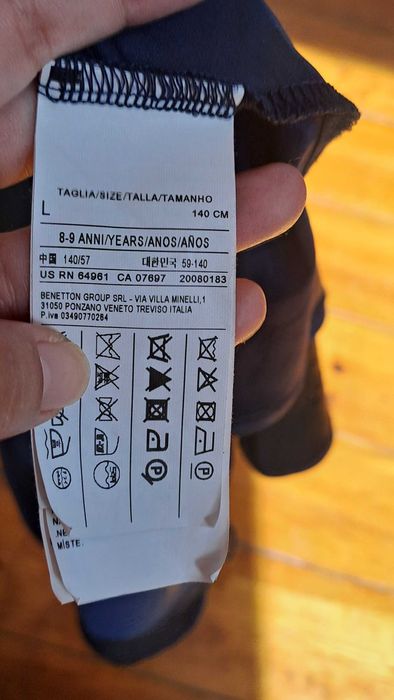 TAGLIA/SIZE/TALLA/TAMANHO
L 140 CM
8-9 ANNI/YEARS/ANOS/AÑOS
中国 140/57 대한민국 59-140
US RN 64961 CA 07697 20080183
BENETTON GROUP SRL - VIA VILLA MINELLI,1
31050 PONZANO VENETO TREVISO ITALIA
P.iva 03490770264
P P
NE
MISTE